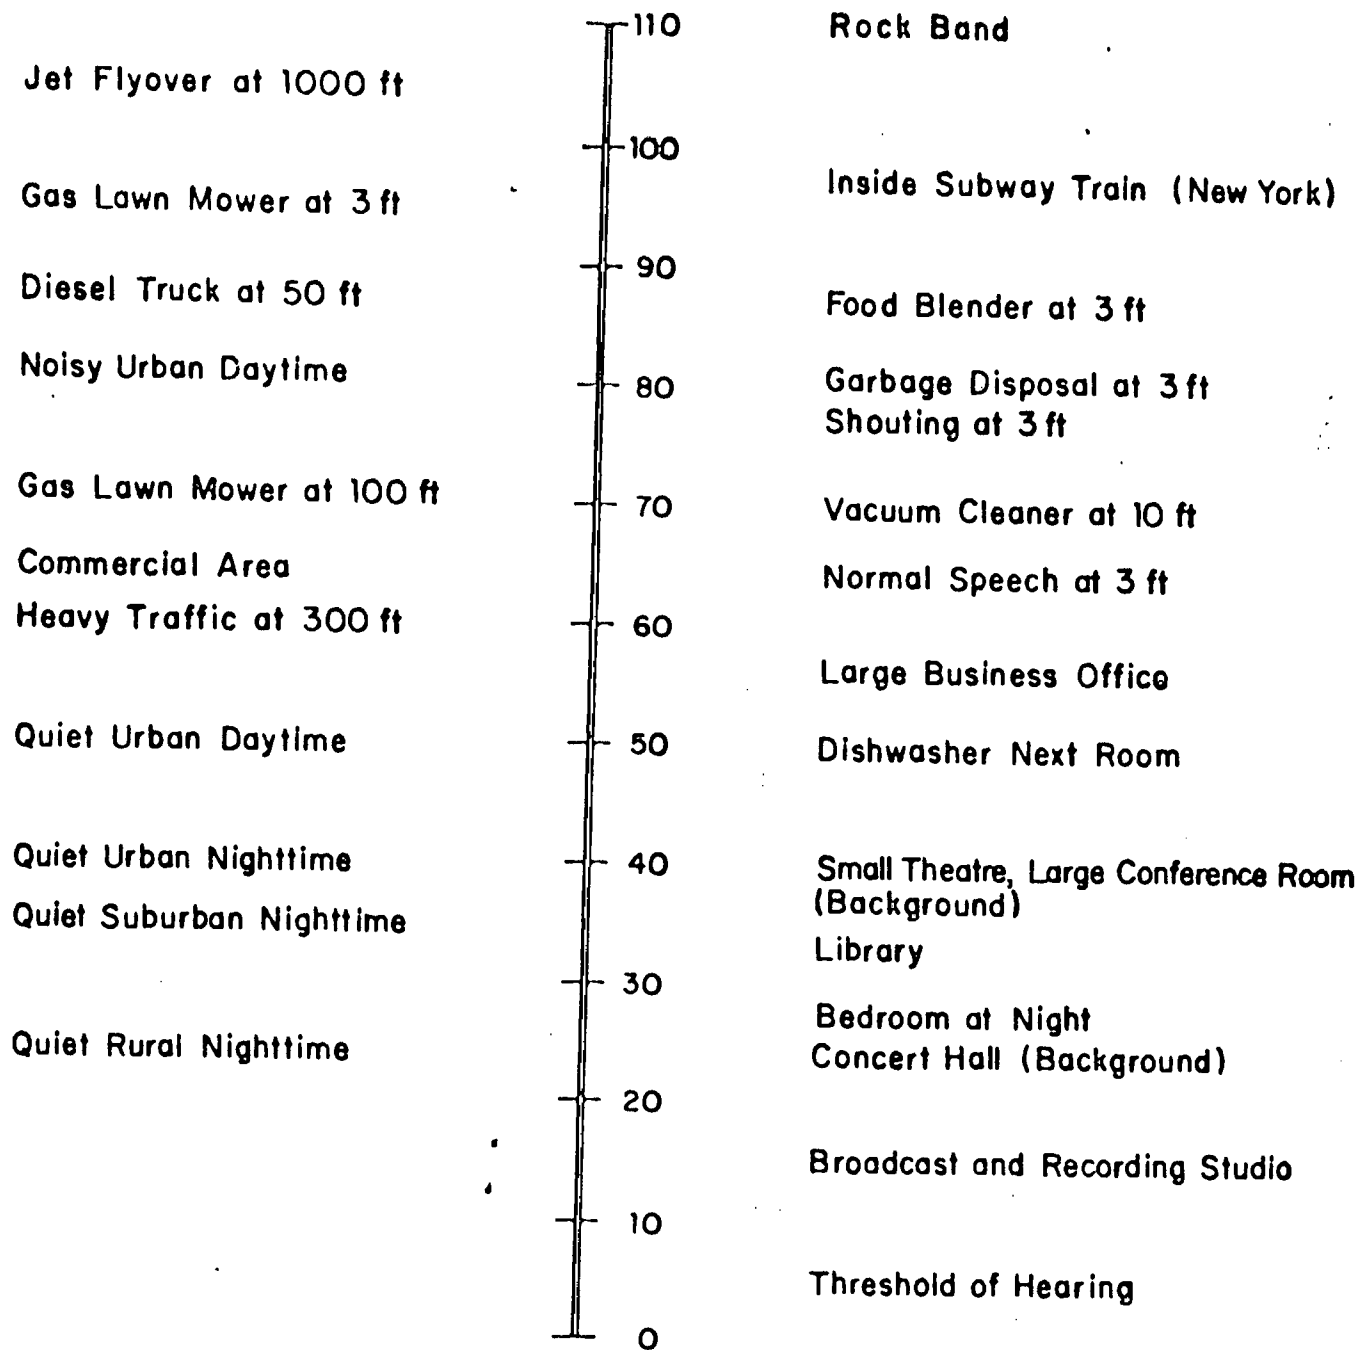 110 Rock Band
Jet Flyover at 1000 ft
100
Inside Subway Train (New York)
Gas Lawn Mower at 3 ft
90
Diesel Truck at 50 ft
Food Blender at 3 ft
Noisy Urban Daytime
80 Garbage Disposal at 3 ft
Shouting at 3 ft
Gas Lawn Mower at 100 ft
70 Vacuum Cleaner at 10 ft
Commercial Area
Normal Speech at 3 ft
Heavy Traffic at 300 ft
60
Large Business Office
Quiet Urban Daytime 50 Dishwasher Next Room
Quiet Urban Nighttime 40 Small Theatre, Large Conference Room
(Background)
Quiet Suburban Nighttime
Library
30
Bedroom at Night
Quiet Rural Nighttime
Concert Hall (Background)
20
Broadcast and Recording Studio
10
Threshold of Hearing
0